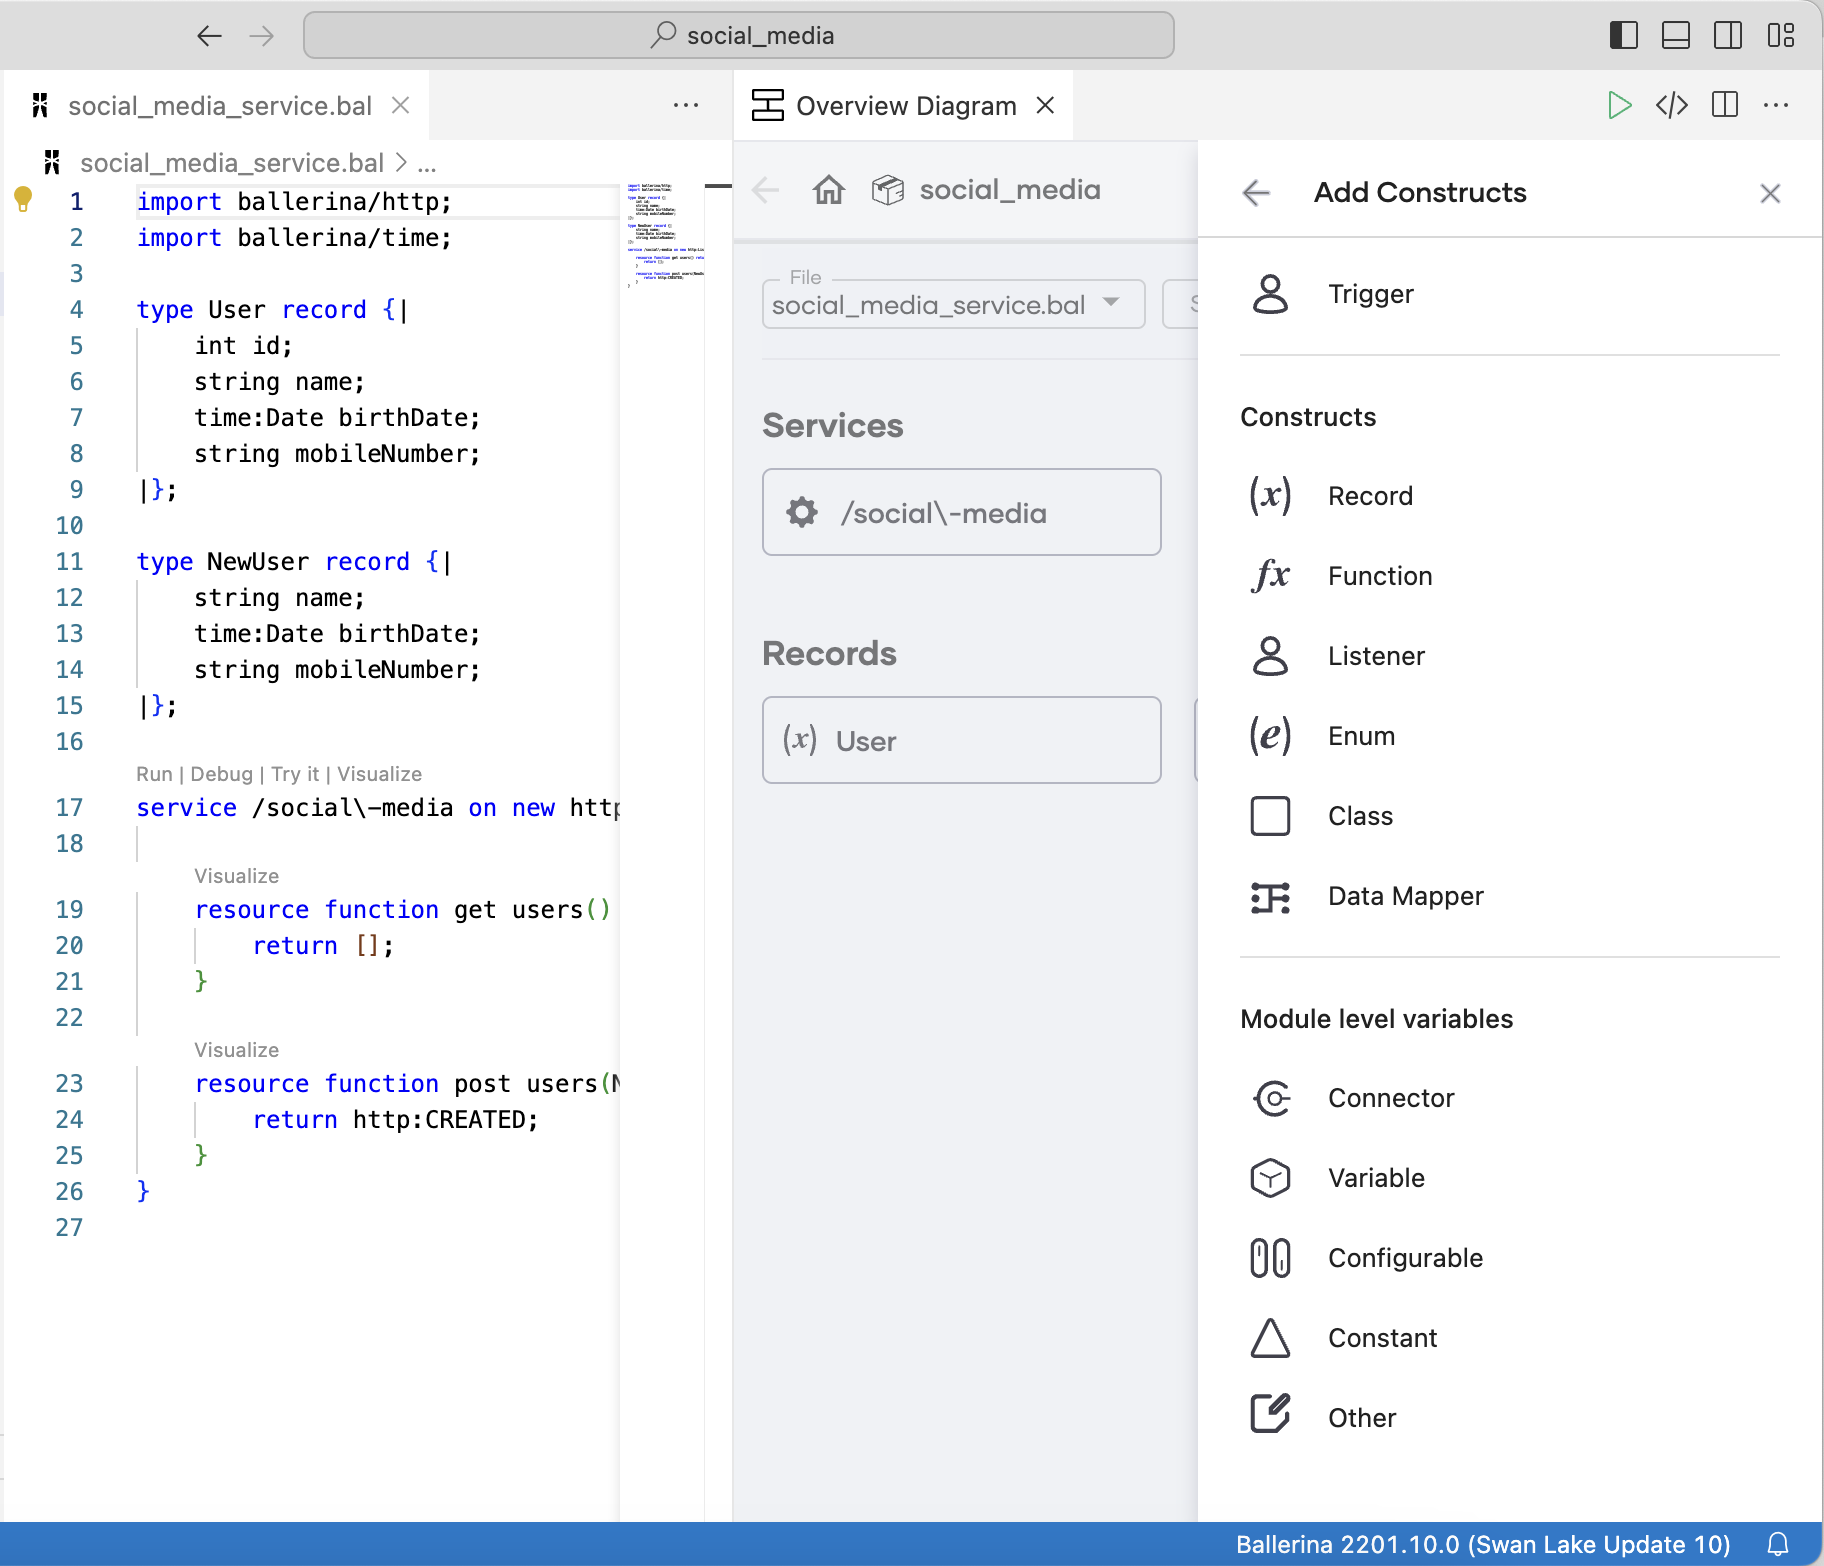 social_media
social_media_service.bal
Overview Diagram
social_media_service.bal > ...
1 import ballerina/http;
2 import ballerina/time;
3
4 type User record {|
5 int id;
6 string name;
7 time:Date birthDate;
8 string mobileNumber;
9 |};
10
11 type NewUser record {|
12 string name;
13 time:Date birthDate;
14 string mobileNumber;
15 |};
16
Run | Debug | Try it | Visualize
17 service /social\-media on new http
18
Visualize
19 resource function get users()
20 return [];
21 }
22
Visualize
23 resource function post users(N
24 return http:CREATED;
25 }
26 }
27
social_media
File
social_media_service.bal
Services
/social\-media
Records
(x) User
Add Constructs
Trigger
Constructs
(x) Record
fx Function
Listener
(e) Enum
Class
Data Mapper
Module level variables
Connector
Variable
Configurable
Constant
Other
Ballerina 2201.10.0 (Swan Lake Update 10)